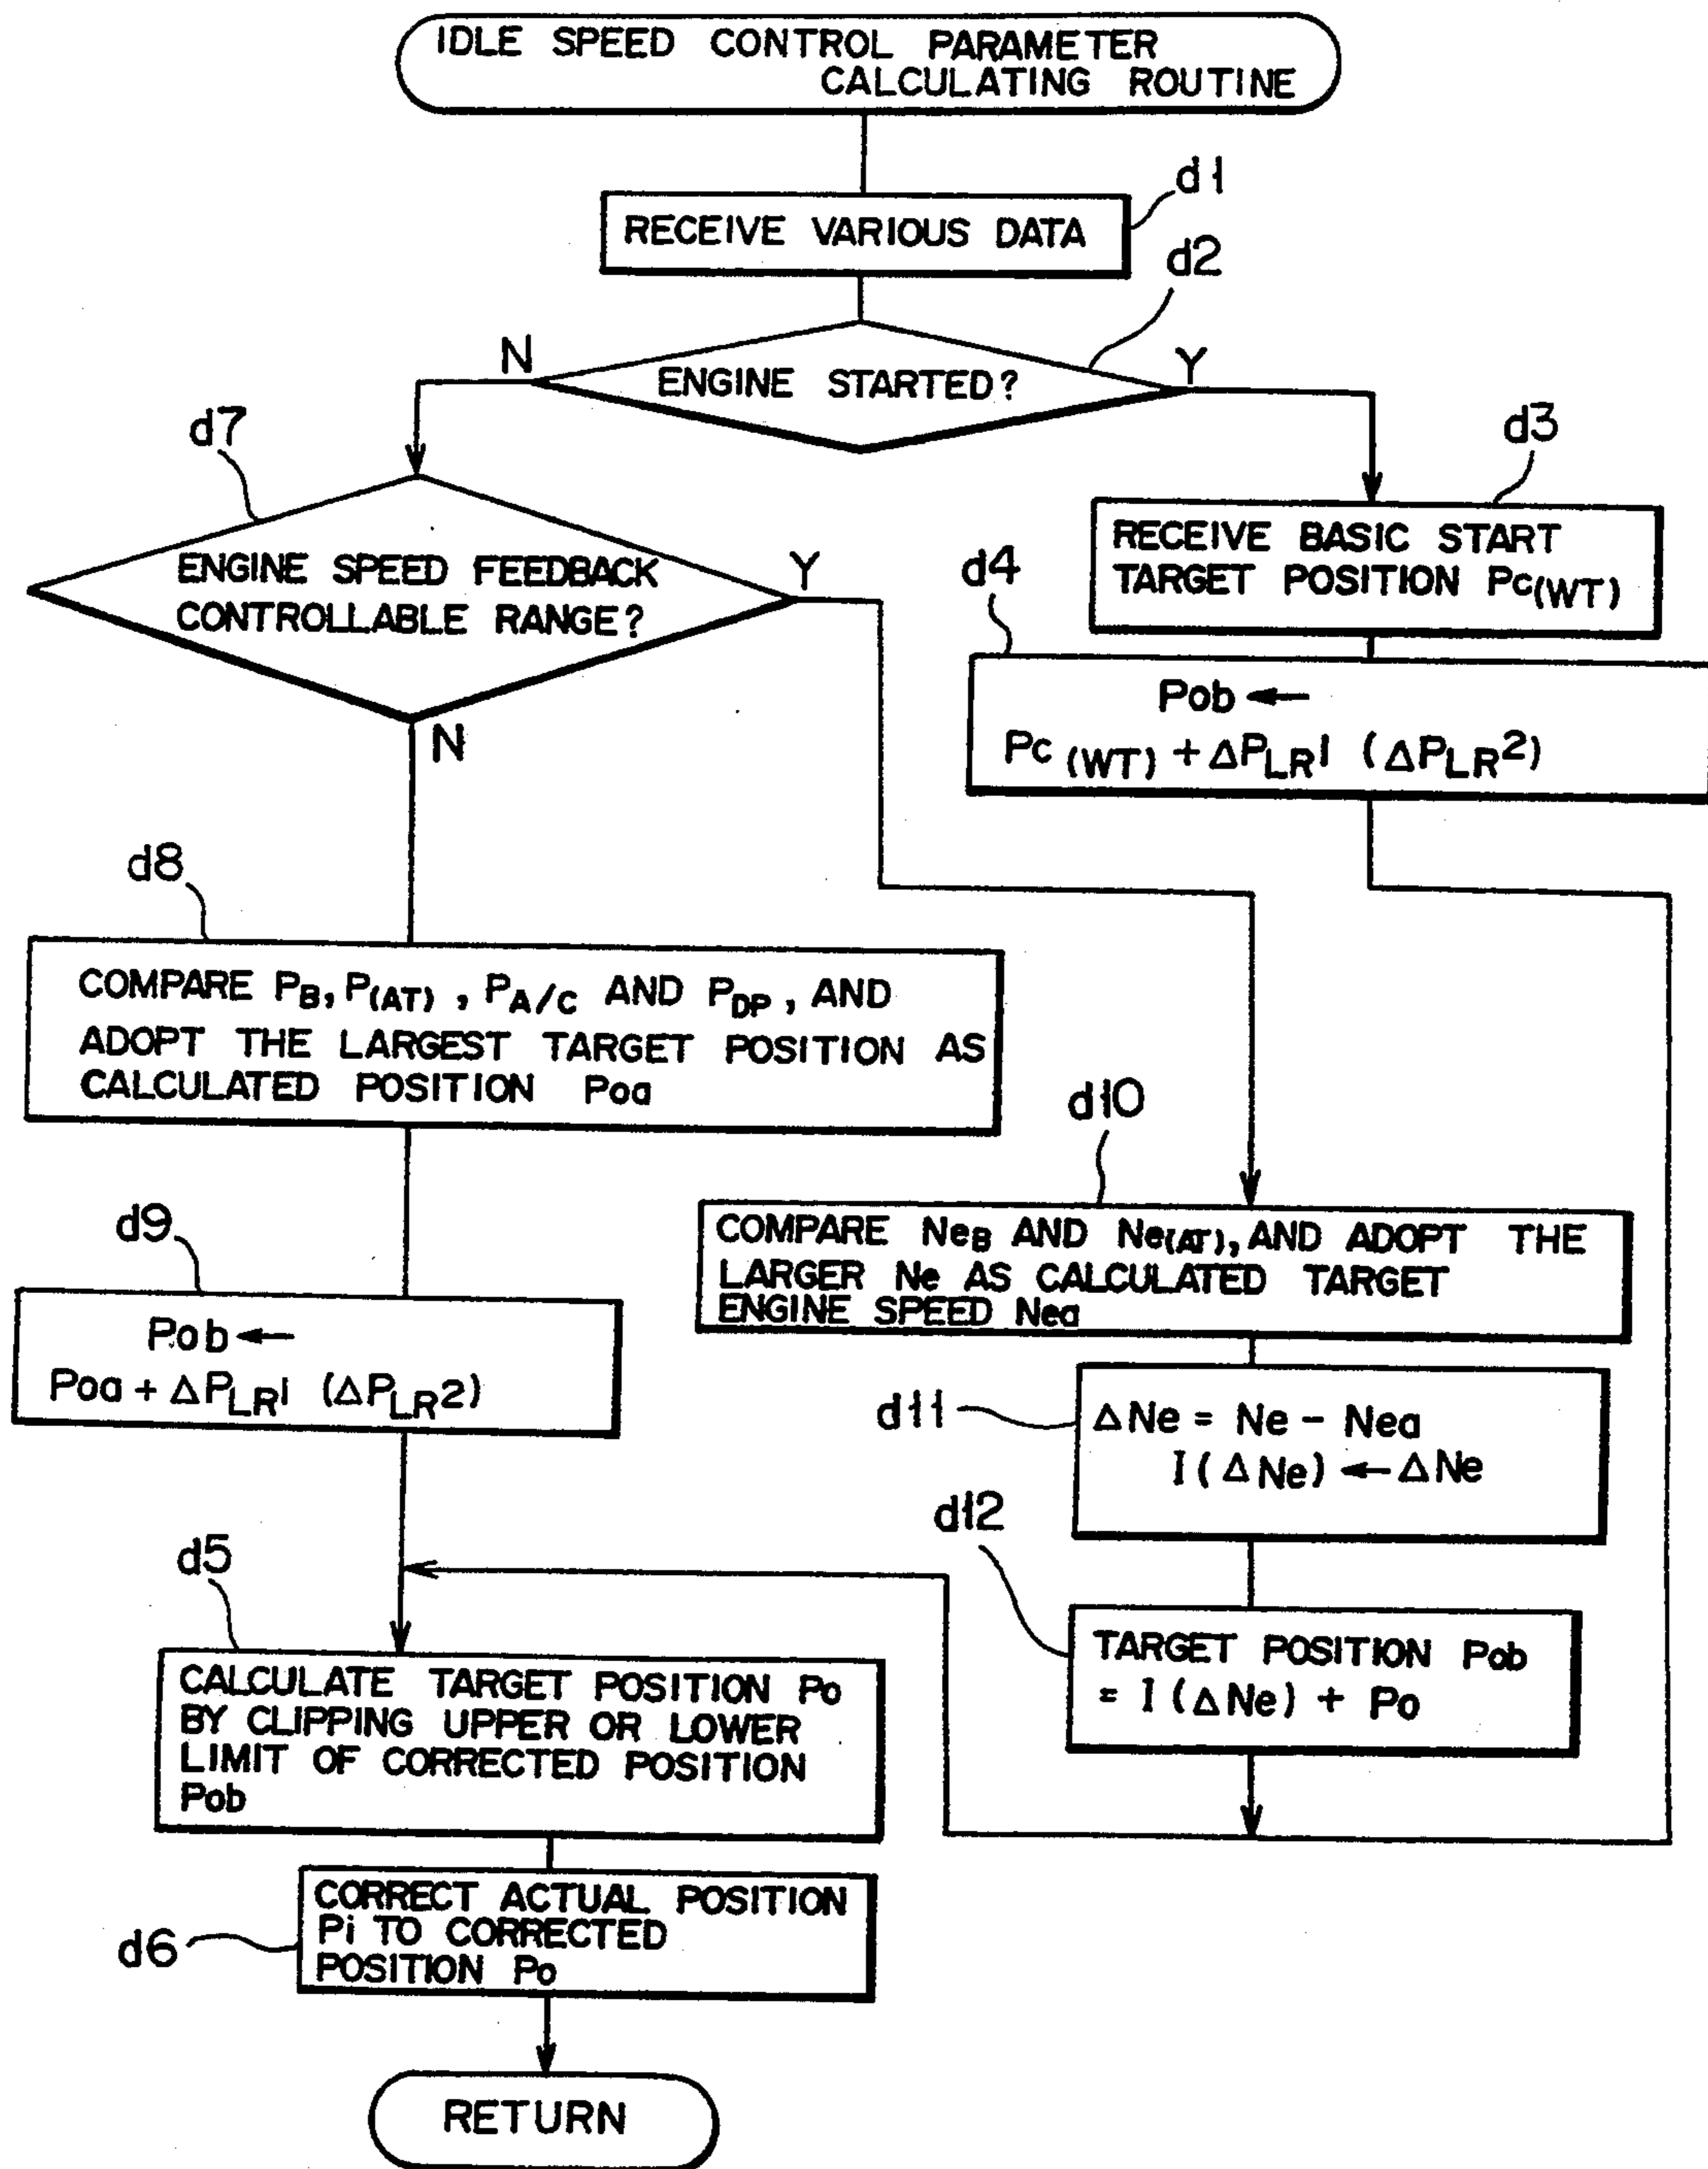 IDLE SPEED CONTROL PARAMETER
CALCULATING ROUTINE
d1
RECEIVE VARIOUS DATA
d2
N
ENGINE STARTED?
Y
d7
d3
ENGINE SPEED FEEDBACK
CONTROLLABLE RANGE?
Y
N
RECEIVE BASIC START
TARGET POSITION Pc(WT)
d4
Pob ←
Pc (WT) + ΔPLR1 (ΔPLR2)
d8
COMPARE PB, P(AT), PA/C AND PDP, AND
ADOPT THE LARGEST TARGET POSITION AS
CALCULATED POSITION Poa
d10
COMPARE NeB AND Ne(AT), AND ADOPT THE
LARGER Ne AS CALCULATED TARGET
ENGINE SPEED Nea
d9
Pob ←
Poa + ΔPLR1 (ΔPLR2)
d11
ΔNe = Ne - Nea
I(ΔNe) ← ΔNe
d12
TARGET POSITION Pob
= I(ΔNe) + Po
d5
CALCULATE TARGET POSITION Po
BY CLIPPING UPPER OR LOWER
LIMIT OF CORRECTED POSITION
Pob
d6
CORRECT ACTUAL POSITION
Pi TO CORRECTED
POSITION Po
RETURN